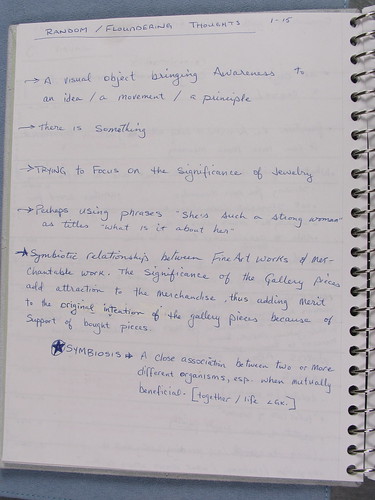 RANDOM / FLOUNDERING THOUGHTS 1-15
→ A visual object bringing Awareness to
an idea / a movement / a principle
→ There is Something
→ TRYING to Focus on the Significance of Jewelry
→ Perhaps using phrases "She's such a strong woman"
as titles "what is it about her"
★ Symbiotic relationship between Fine Art works & Mer-
chantable work. The Significance of the Gallery pieces
add attraction to the merchandise, thus adding Merit
to the original intention of the gallery pieces because of
Support of bought pieces.
★ SYMBIOSIS → A close association between two or More
different organisms, esp. when mutually
beneficial. [together / life <Gk.]